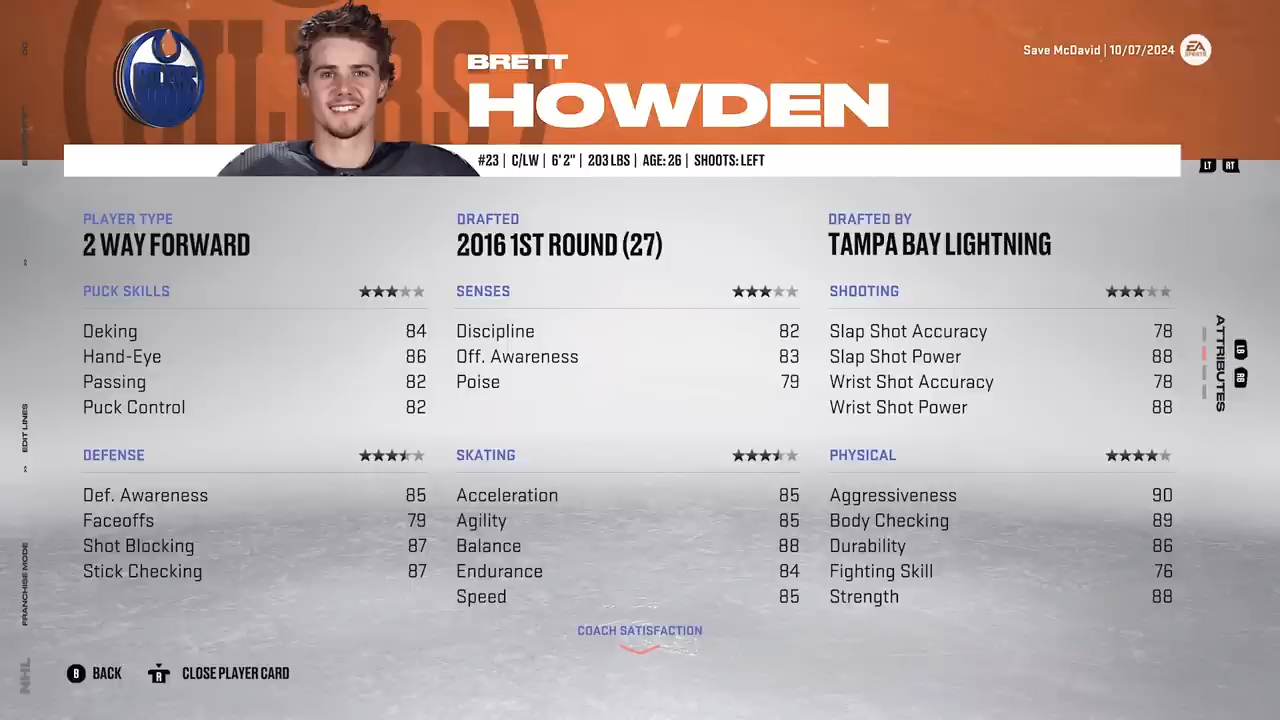 OILERS
BRETT
HOWDEN
Save McDavid | 10/07/2024
EA
SPORTS
#23 | C/LW | 6' 2" | 203 LBS | AGE: 26 | SHOOTS: LEFT
LT RT
PLAYER TYPE
2 WAY FORWARD
DRAFTED
2016 1ST ROUND (27)
DRAFTED BY
TAMPA BAY LIGHTNING
PUCK SKILLS
Deking 84
Hand-Eye 86
Passing 82
Puck Control 82
SENSES
Discipline 82
Off. Awareness 83
Poise 79
SHOOTING
Slap Shot Accuracy 78
Slap Shot Power 88
Wrist Shot Accuracy 78
Wrist Shot Power 88
DEFENSE
Def. Awareness 85
Faceoffs 79
Shot Blocking 87
Stick Checking 87
SKATING
Acceleration 85
Agility 85
Balance 88
Endurance 84
Speed 85
PHYSICAL
Aggressiveness 90
Body Checking 89
Durability 86
Fighting Skill 76
Strength 88
ATTRIBUTES
LB
RB
COACH SATISFACTION
B BACK
R CLOSE PLAYER CARD
NHL
FRANCHISE MODE
EDIT LINES